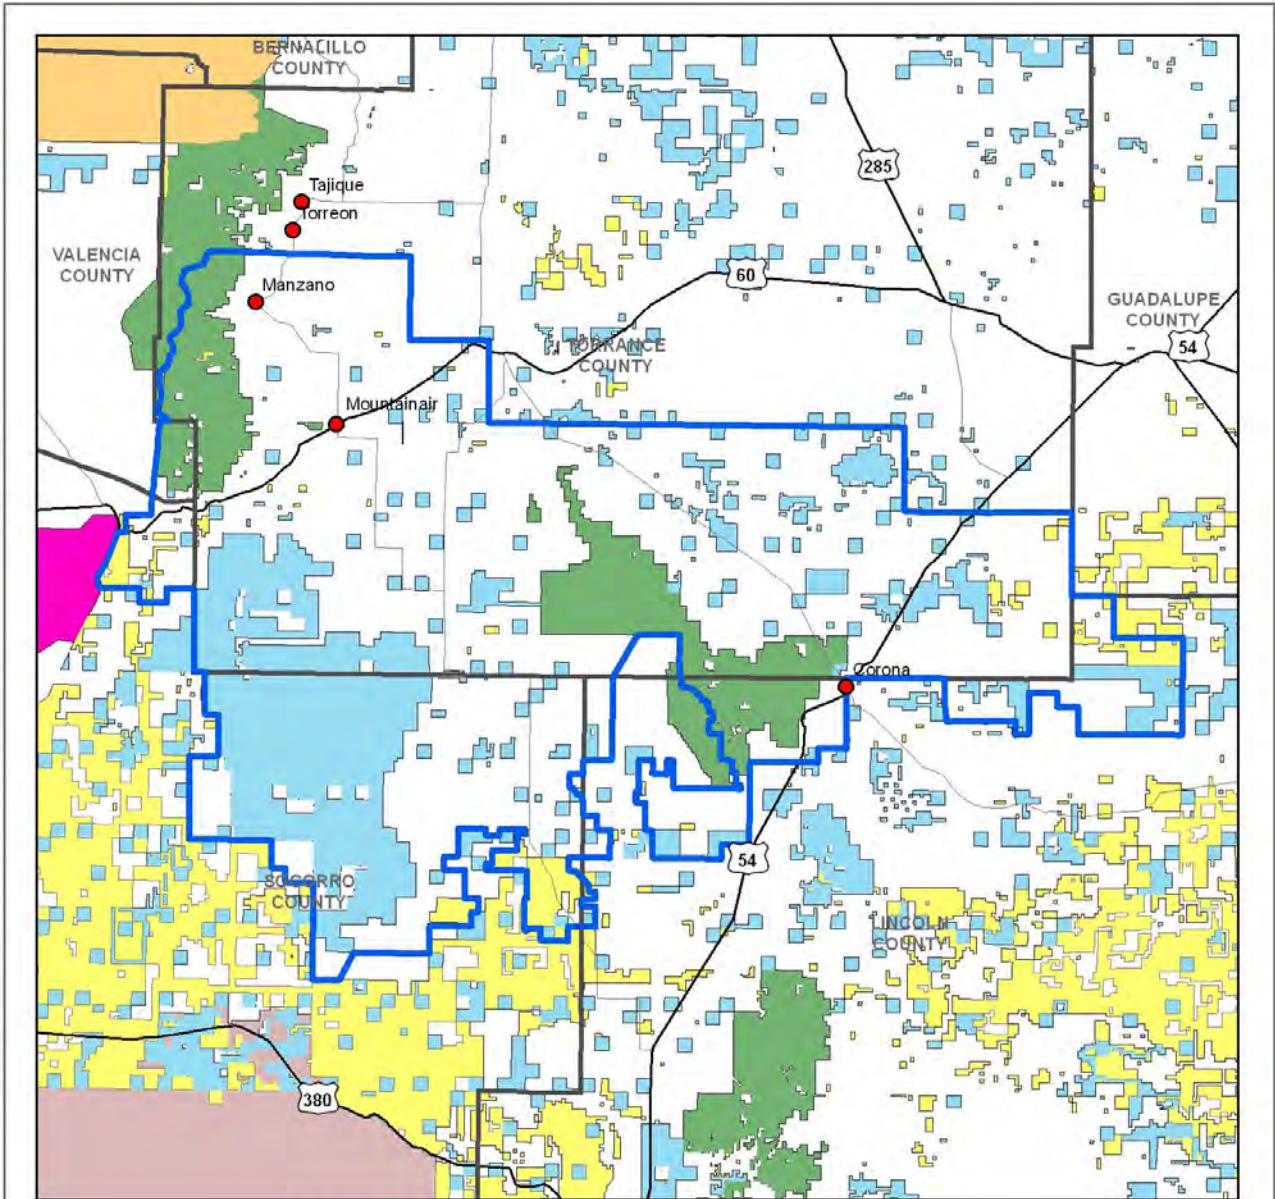 BERNALILLO
COUNTY
285
Tajique
Torreon
VALENCIA
COUNTY
60
Manzano
GUADALUPE
COUNTY
TORRANCE
COUNTY
54
Mountainair
Corona
54
SOCORRO
COUNTY
LINCOLN
COUNTY
380